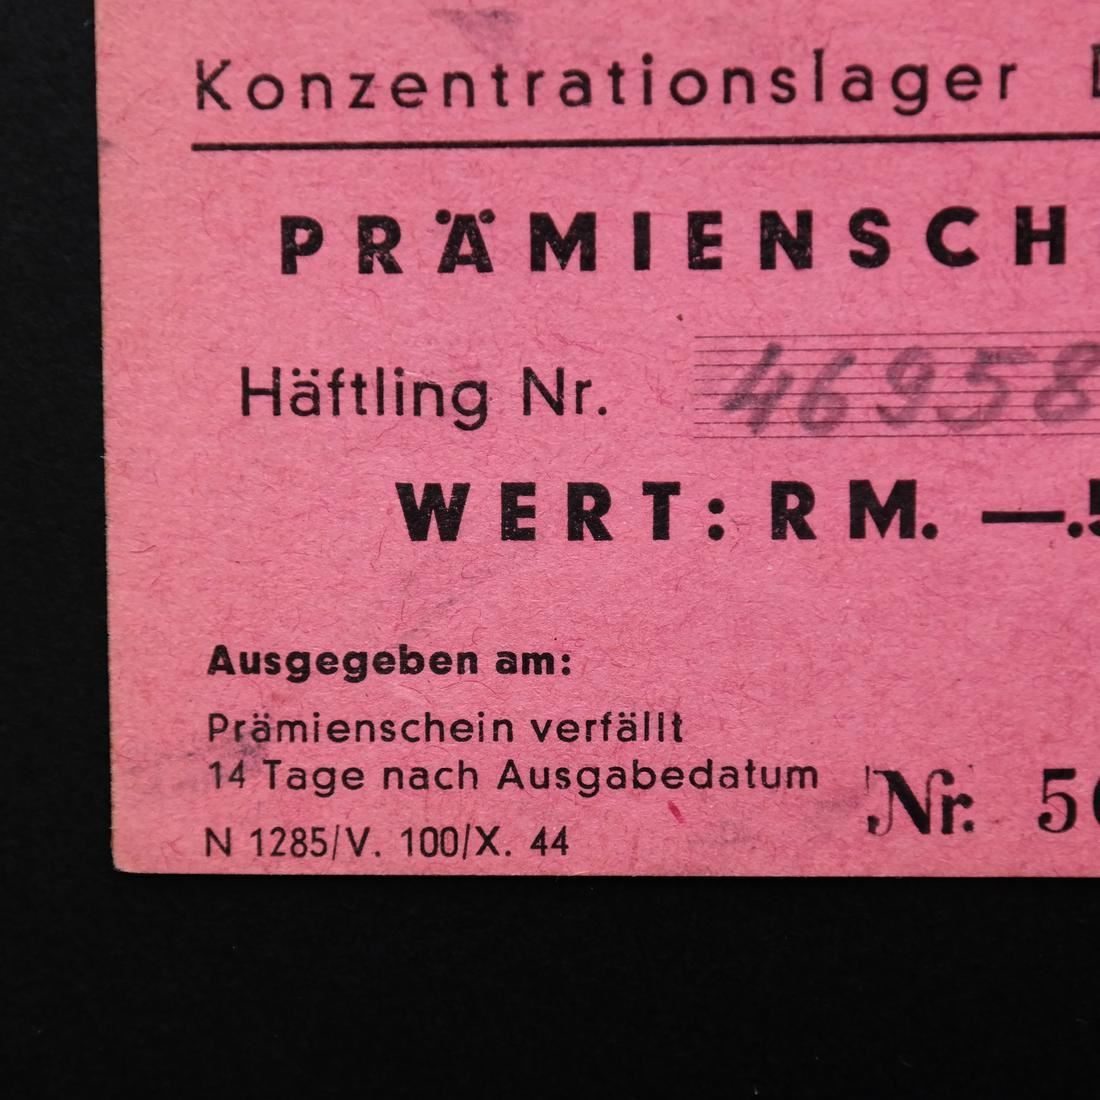 Konzentrationslager
PRÄMIENSCH
Häftling Nr. 46958
WERT: RM. —.5
Ausgegeben am:
Prämienschein verfällt
14 Tage nach Ausgabedatum
Nr. 5
N 1285/V. 100/X. 44